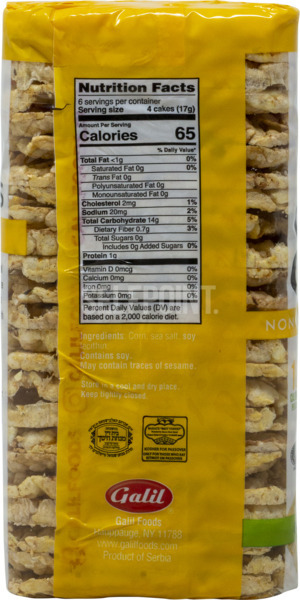 Nutrition Facts
6 servings per container
Serving size 4 cakes (17g)
Amount Per Serving
Calories 65
% Daily Value*
Total Fat <1g 0%
Saturated Fat 0g 0%
Trans Fat 0g
Polyunsaturated Fat 0g
Monounsaturated Fat 0g
Cholesterol 2mg 1%
Sodium 20mg 2%
Total Carbohydrate 14g 5%
Dietary Fiber 0.7g 3%
Total Sugars 0g
Includes 0g Added Sugars 0%
Protein 1g
Vitamin D 0mcg 0%
Calcium 0mg 0%
Iron 0mg 0%
Potassium 0mg 0%
Percent Daily Values (DV) are
based on a 2,000 calorie diet.
Ingredients: Corn, sea salt, soy
lecithin.
Contains soy.
May contain traces of sesame.
Store in a cool and dry place.
Keep tightly closed.
KOSHER FOR PASSOVER
Galil
Galil Foods
Hauppauge, NY 11788
www.galilfoods.com
Product of Serbia
NON